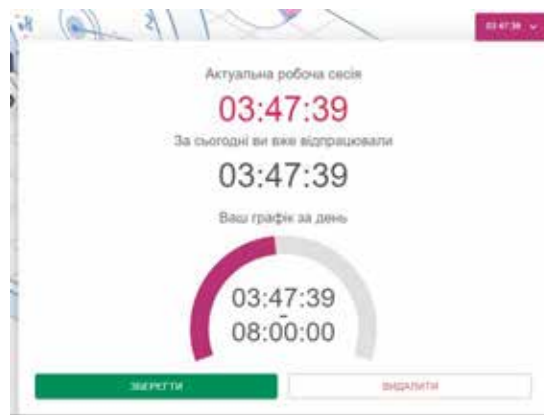 03:47:39
Актуальна робоча сесія
03:47:39
За сьогодні ви вже відпрацювали
03:47:39
Ваш графік за день
03:47:39
-
08:00:00
ЗБЕРЕГТИ
ВИДАЛИТИ